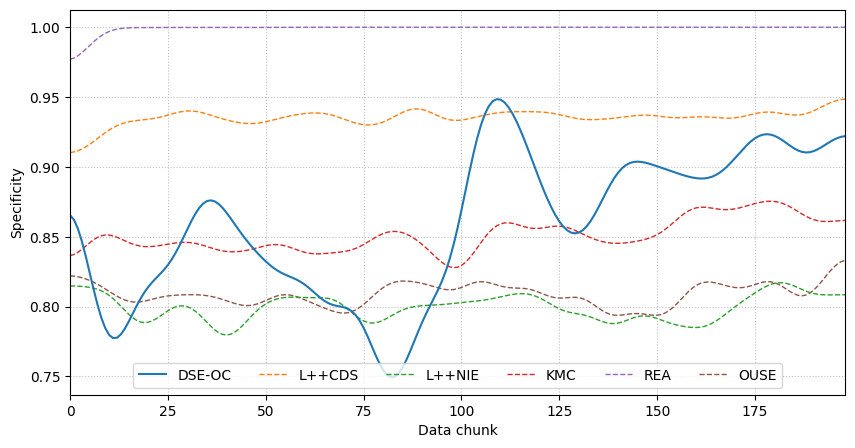 1.00
0.95
0.90
0.85
0.80
0.75
Specificity
DSE-OC L++CDS L++NIE KMC REA OUSE
0 25 50 75 100 125 150 175
Data chunk